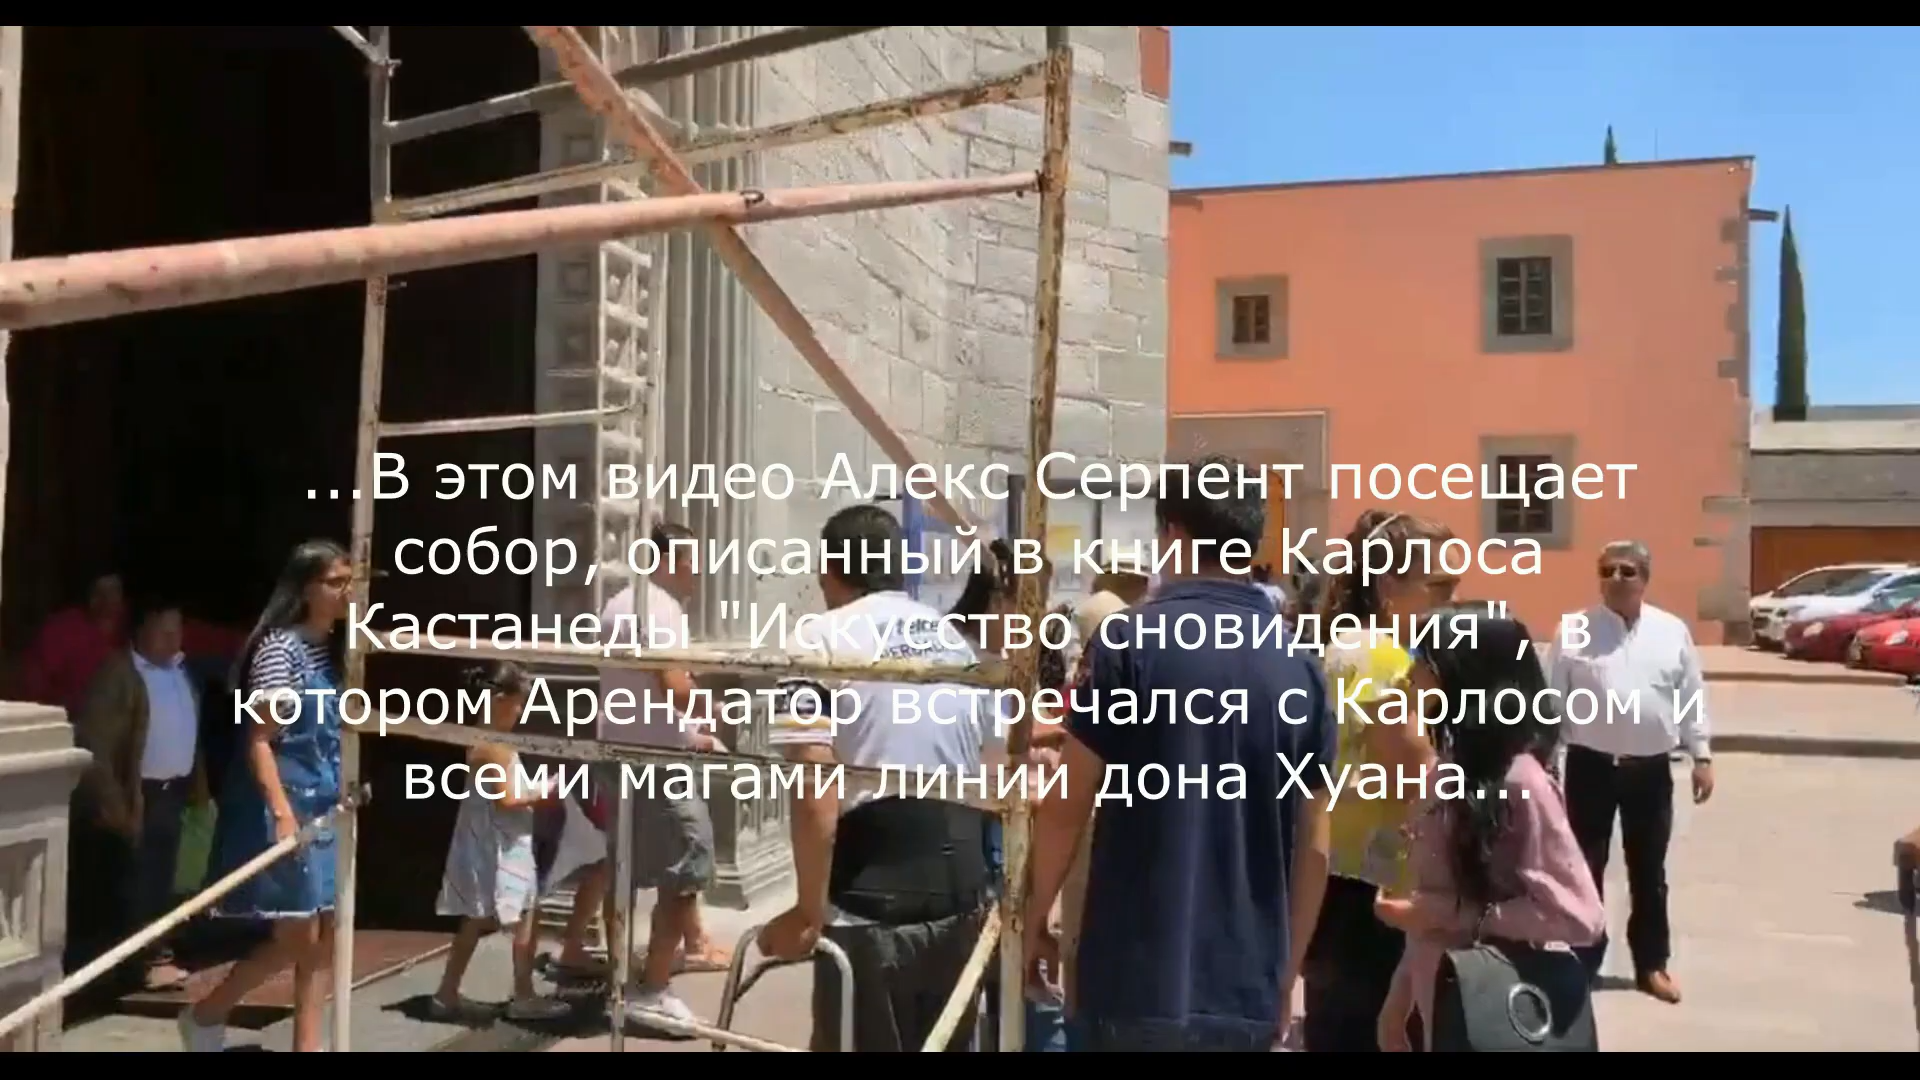 ...В этом видео Алекс Серпент посещает
собор, описанный в книге Карлоса
Кастанеды "Искусство сновидения", в
котором Арендатор встречался с Карлосом и
всеми магами линии дона Хуана...
telcel